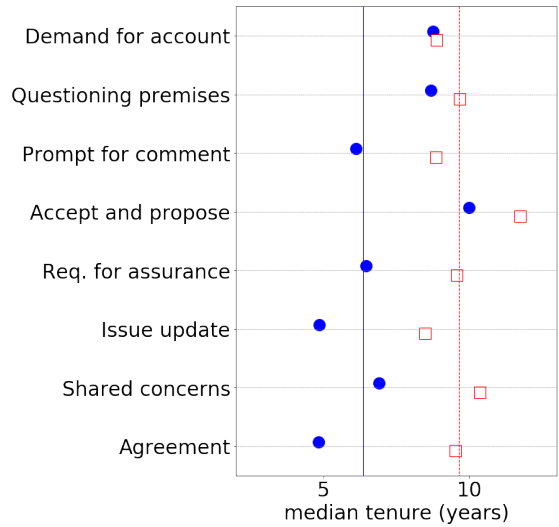 Demand for account
Questioning premises
Prompt for comment
Accept and propose
Req. for assurance
Issue update
Shared concerns
Agreement
5 10
median tenure (years)